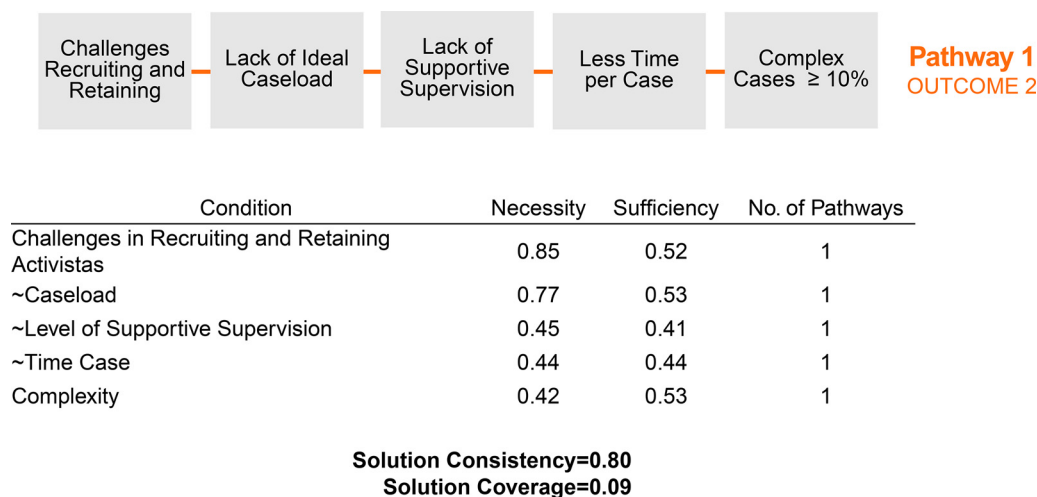 Challenges
Recruiting and
Retaining
Lack of Ideal
Caseload
Lack of
Supportive
Supervision
Less Time
per Case
Complex
Cases ≥ 10%
Pathway 1
OUTCOME 2
Condition Necessity Sufficiency No. of Pathways
Challenges in Recruiting and Retaining
Activistas 0.85 0.52 1
~Caseload 0.77 0.53 1
~Level of Supportive Supervision 0.45 0.41 1
~Time Case 0.44 0.44 1
Complexity 0.42 0.53 1
Solution Consistency=0.80
Solution Coverage=0.09